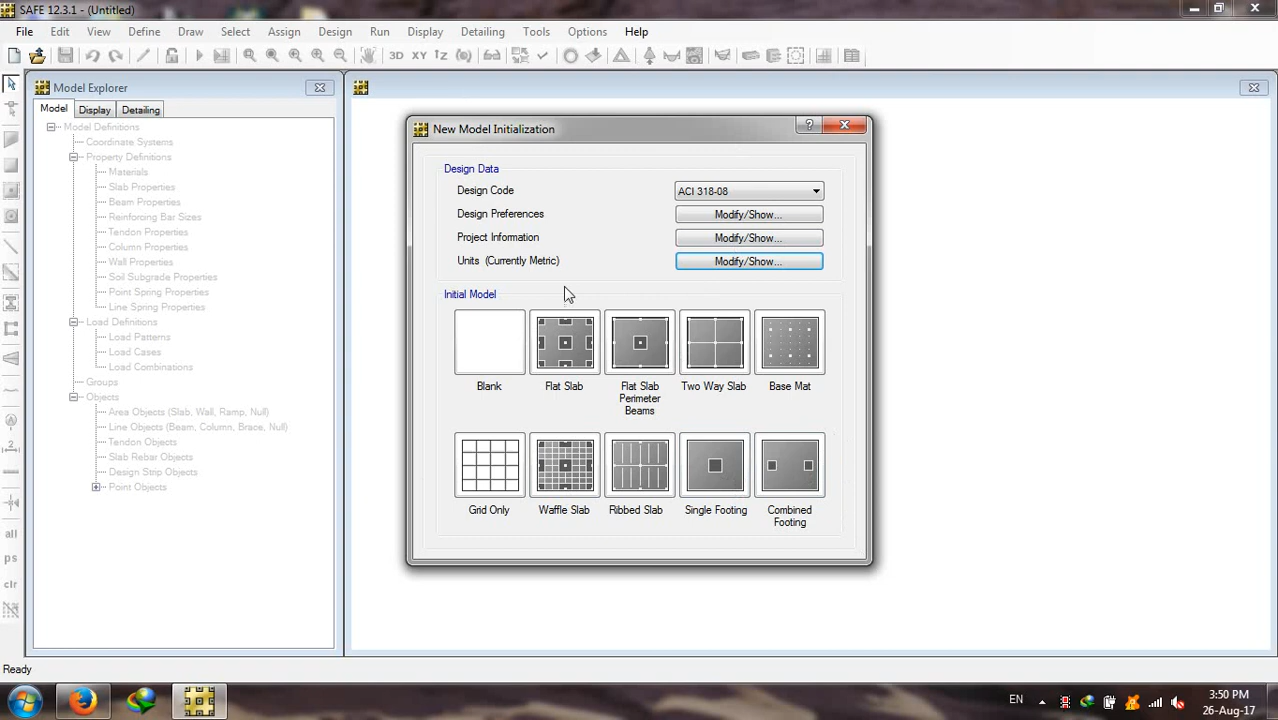 SAFE 12.3.1 - (Untitled)
File Edit View Define Draw Select Assign Design Run Display Detailing Tools Options Help
3D XY
Model Explorer
Model Display Detailing
Model Definitions
Coordinate Systems
Property Definitions
Materials
Slab Properties
Beam Properties
Reinforcing Bar Sizes
Tendon Properties
Column Properties
Wall Properties
Soil Subgrade Properties
Point Spring Properties
Line Spring Properties
Load Definitions
Load Patterns
Load Cases
Load Combinations
Groups
Objects
Area Objects (Slab, Wall, Ramp, Null)
Line Objects (Beam, Column, Brace, Null)
Tendon Objects
Slab Rebar Objects
Design Strip Objects
Point Objects
all
ps
clr
New Model Initialization
Design Data
Design Code ACI 318-08
Design Preferences Modify/Show...
Project Information Modify/Show...
Units (Currently Metric) Modify/Show...
Initial Model
Blank
Flat Slab
Flat Slab
Perimeter
Beams
Two Way Slab
Base Mat
Grid Only
Waffle Slab
Ribbed Slab
Single Footing
Combined
Footing
Ready
EN
3:50 PM
26-Aug-17